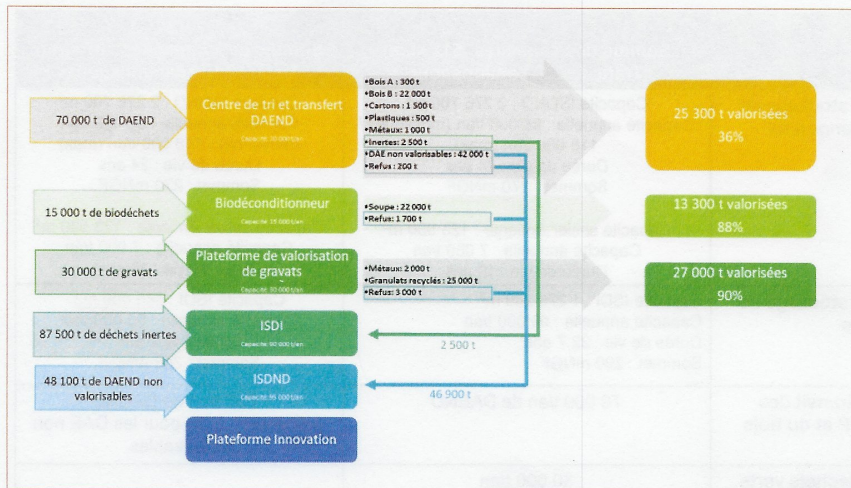 70 000 t de DAEND
Centre de tri et transfert
DAEND
Capacité: 70 000 t/an
•Bois A : 300 t
•Bois B : 22 000 t
•Cartons : 1 500 t
•Plastiques : 500 t
•Métaux: 1 000 t
•Inertes: 2 500 t
•DAE non valorisables : 42 000 t
•Refus : 200 t
25 300 t valorisées
36%
15 000 t de biodéchets
Biodéconditionneur
Capacité: 15 000 t/an
•Soupe : 22 000 t
•Refus: 1 700 t
13 300 t valorisées
88%
30 000 t de gravats
Plateforme de valorisation
de gravats
Capacité: 30 000 t/an
•Métaux: 2 000 t
•Granulats recyclés : 25 000 t
•Refus: 3 000 t
27 000 t valorisées
90%
87 500 t de déchets inertes
ISDI
Capacité: 90 000 t/an
2 500 t
48 100 t de DAEND non
valorisables
ISDND
Capacité: 95 000 t/an
46 900 t
Plateforme Innovation